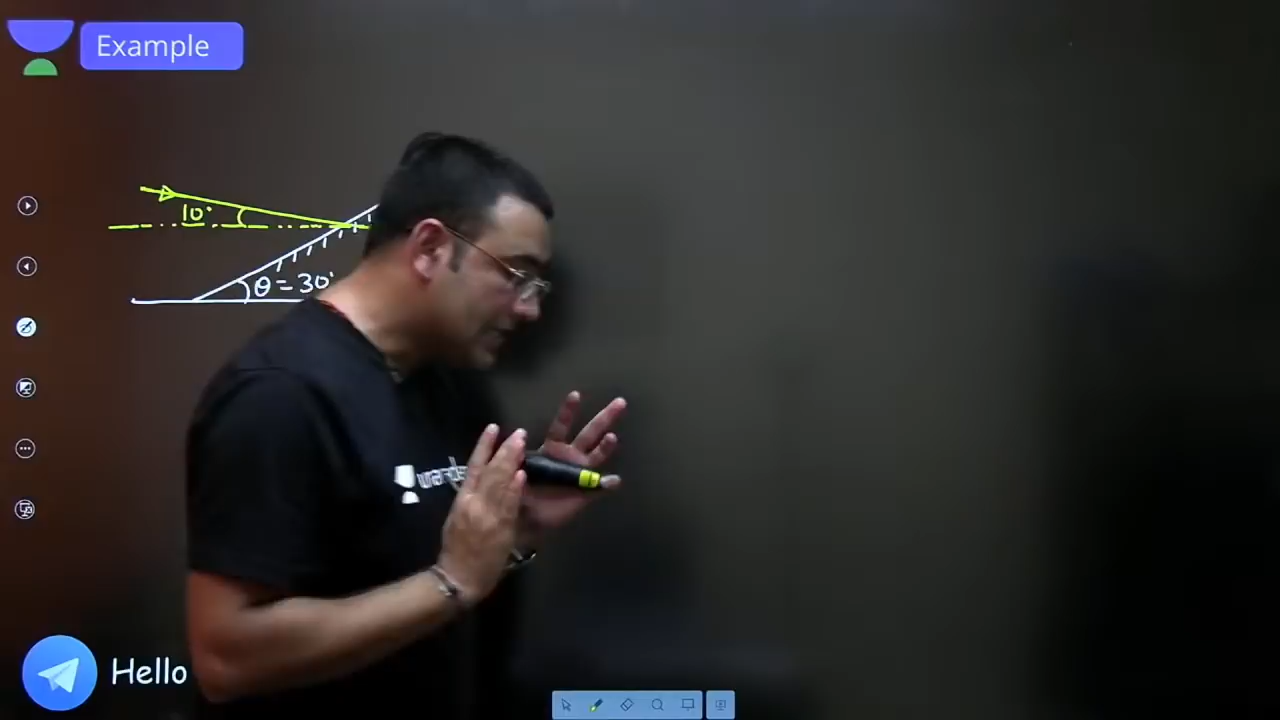 Example
10°
θ = 30°
Hello